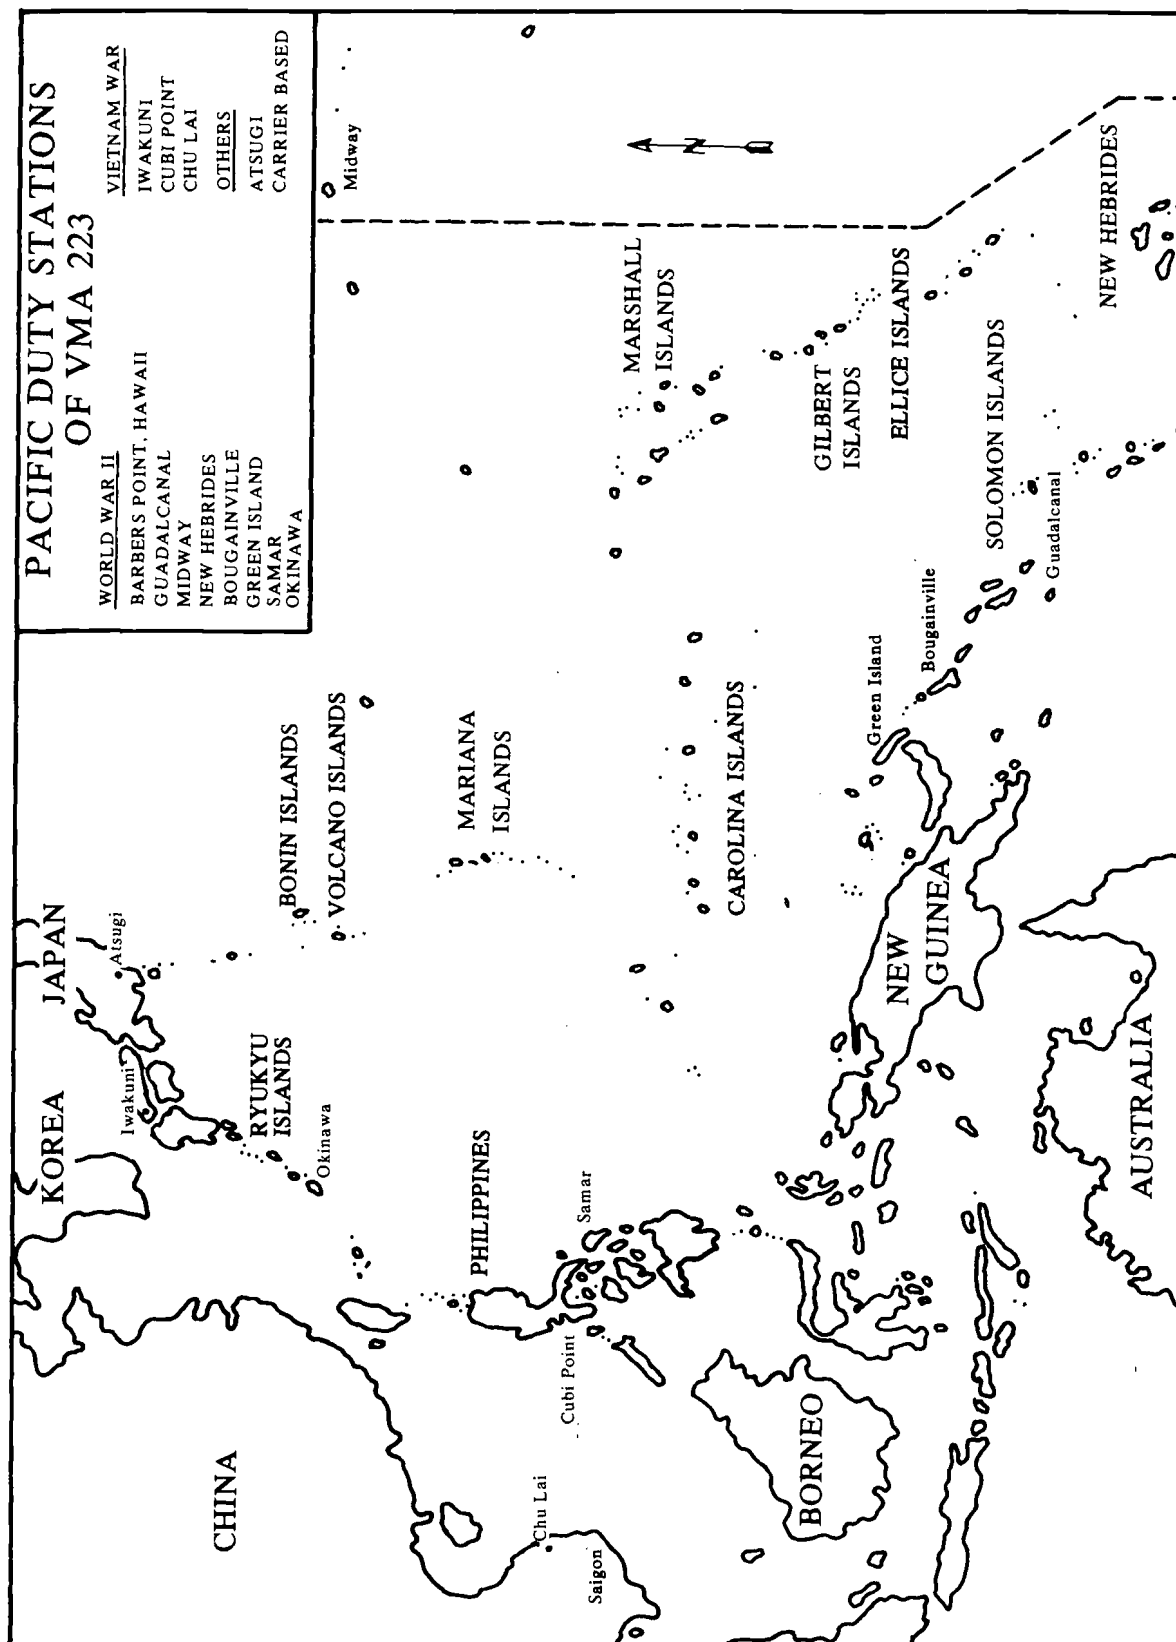 PACIFIC DUTY STATIONS
OF VMA 223
WORLD WAR II
BARBERS POINT, HAWAII
GUADALCANAL
MIDWAY
NEW HEBRIDES
BOUGAINVILLE
GREEN ISLAND
SAMAR
OKINAWA
VIETNAM WAR
IWAKUNI
CUBI POINT
CHU LAI
OTHERS
ATSUGI
CARRIER BASED
KOREA
JAPAN
Atsugi
Iwakuni
RYUKYU
ISLANDS
Okinawa
BONIN ISLANDS
VOLCANO ISLANDS
Midway
CHINA
MARIANA
ISLANDS
PHILIPPINES
Samar
Cubi Point
Chu Lai
Saigon
N
MARSHALL
ISLANDS
CAROLINA ISLANDS
GILBERT
ISLANDS
ELLICE ISLANDS
BORNEO
NEW
GUINEA
Green Island
Bougainville
SOLOMON ISLANDS
Guadalcanal
NEW HEBRIDES
AUSTRALIA